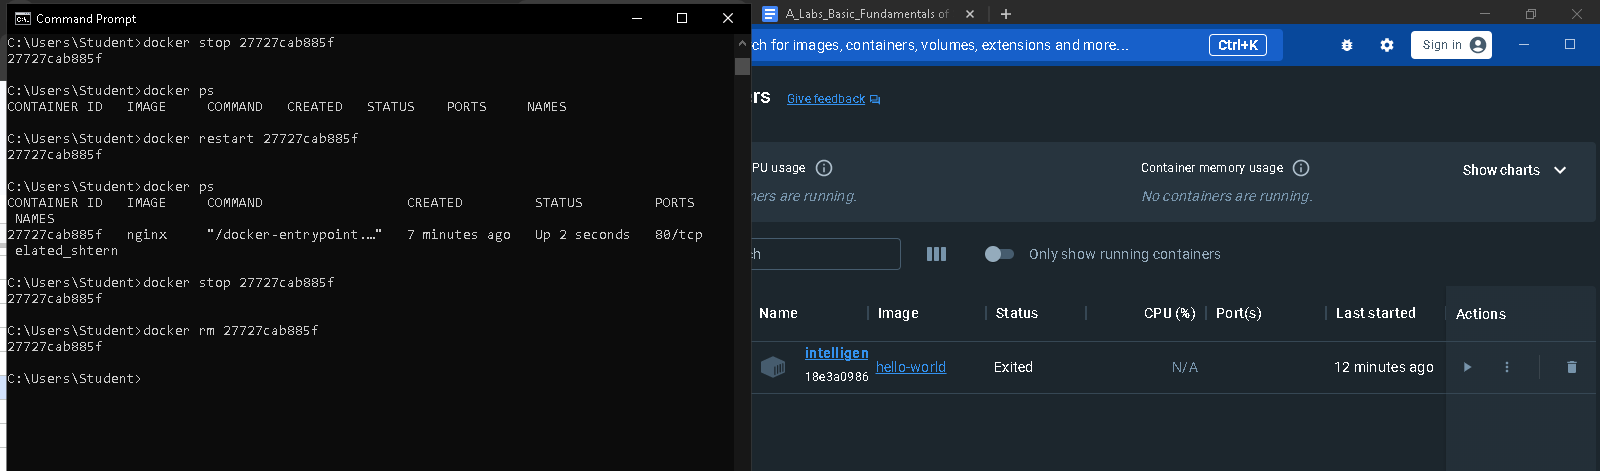 Command Prompt
C:\Users\Student>docker stop 27727cab885f
27727cab885f
C:\Users\Student>docker ps
CONTAINER ID   IMAGE     COMMAND   CREATED   STATUS    PORTS     NAMES
C:\Users\Student>docker restart 27727cab885f
27727cab885f
C:\Users\Student>docker ps
CONTAINER ID   IMAGE     COMMAND                  CREATED         STATUS         PORTS
NAMES
27727cab885f   nginx     "/docker-entrypoint.…"   7 minutes ago   Up 2 seconds   80/tcp
elated_shtern
C:\Users\Student>docker stop 27727cab885f
27727cab885f
C:\Users\Student>docker rm 27727cab885f
27727cab885f
C:\Users\Student>
A_Labs_Basic_Fundamentals of
ch for images, containers, volumes, extensions and more...
Ctrl+K
Sign in
rs
Give feedback
PU usage
Container memory usage
Show charts
ners are running.
No containers are running.
ch
Only show running containers
Name
Image
Status
CPU (%)
Port(s)
Last started
Actions
intelligen
18e3a0986
hello-world
Exited
N/A
12 minutes ago